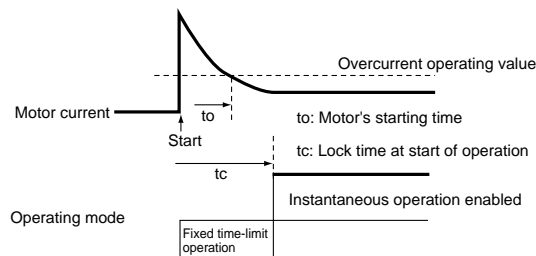 Overcurrent operating value
Motor current
to
to: Motor's starting time
Start
tc: Lock time at start of operation
tc
Instantaneous operation enabled
Operating mode
Fixed time-limit
operation